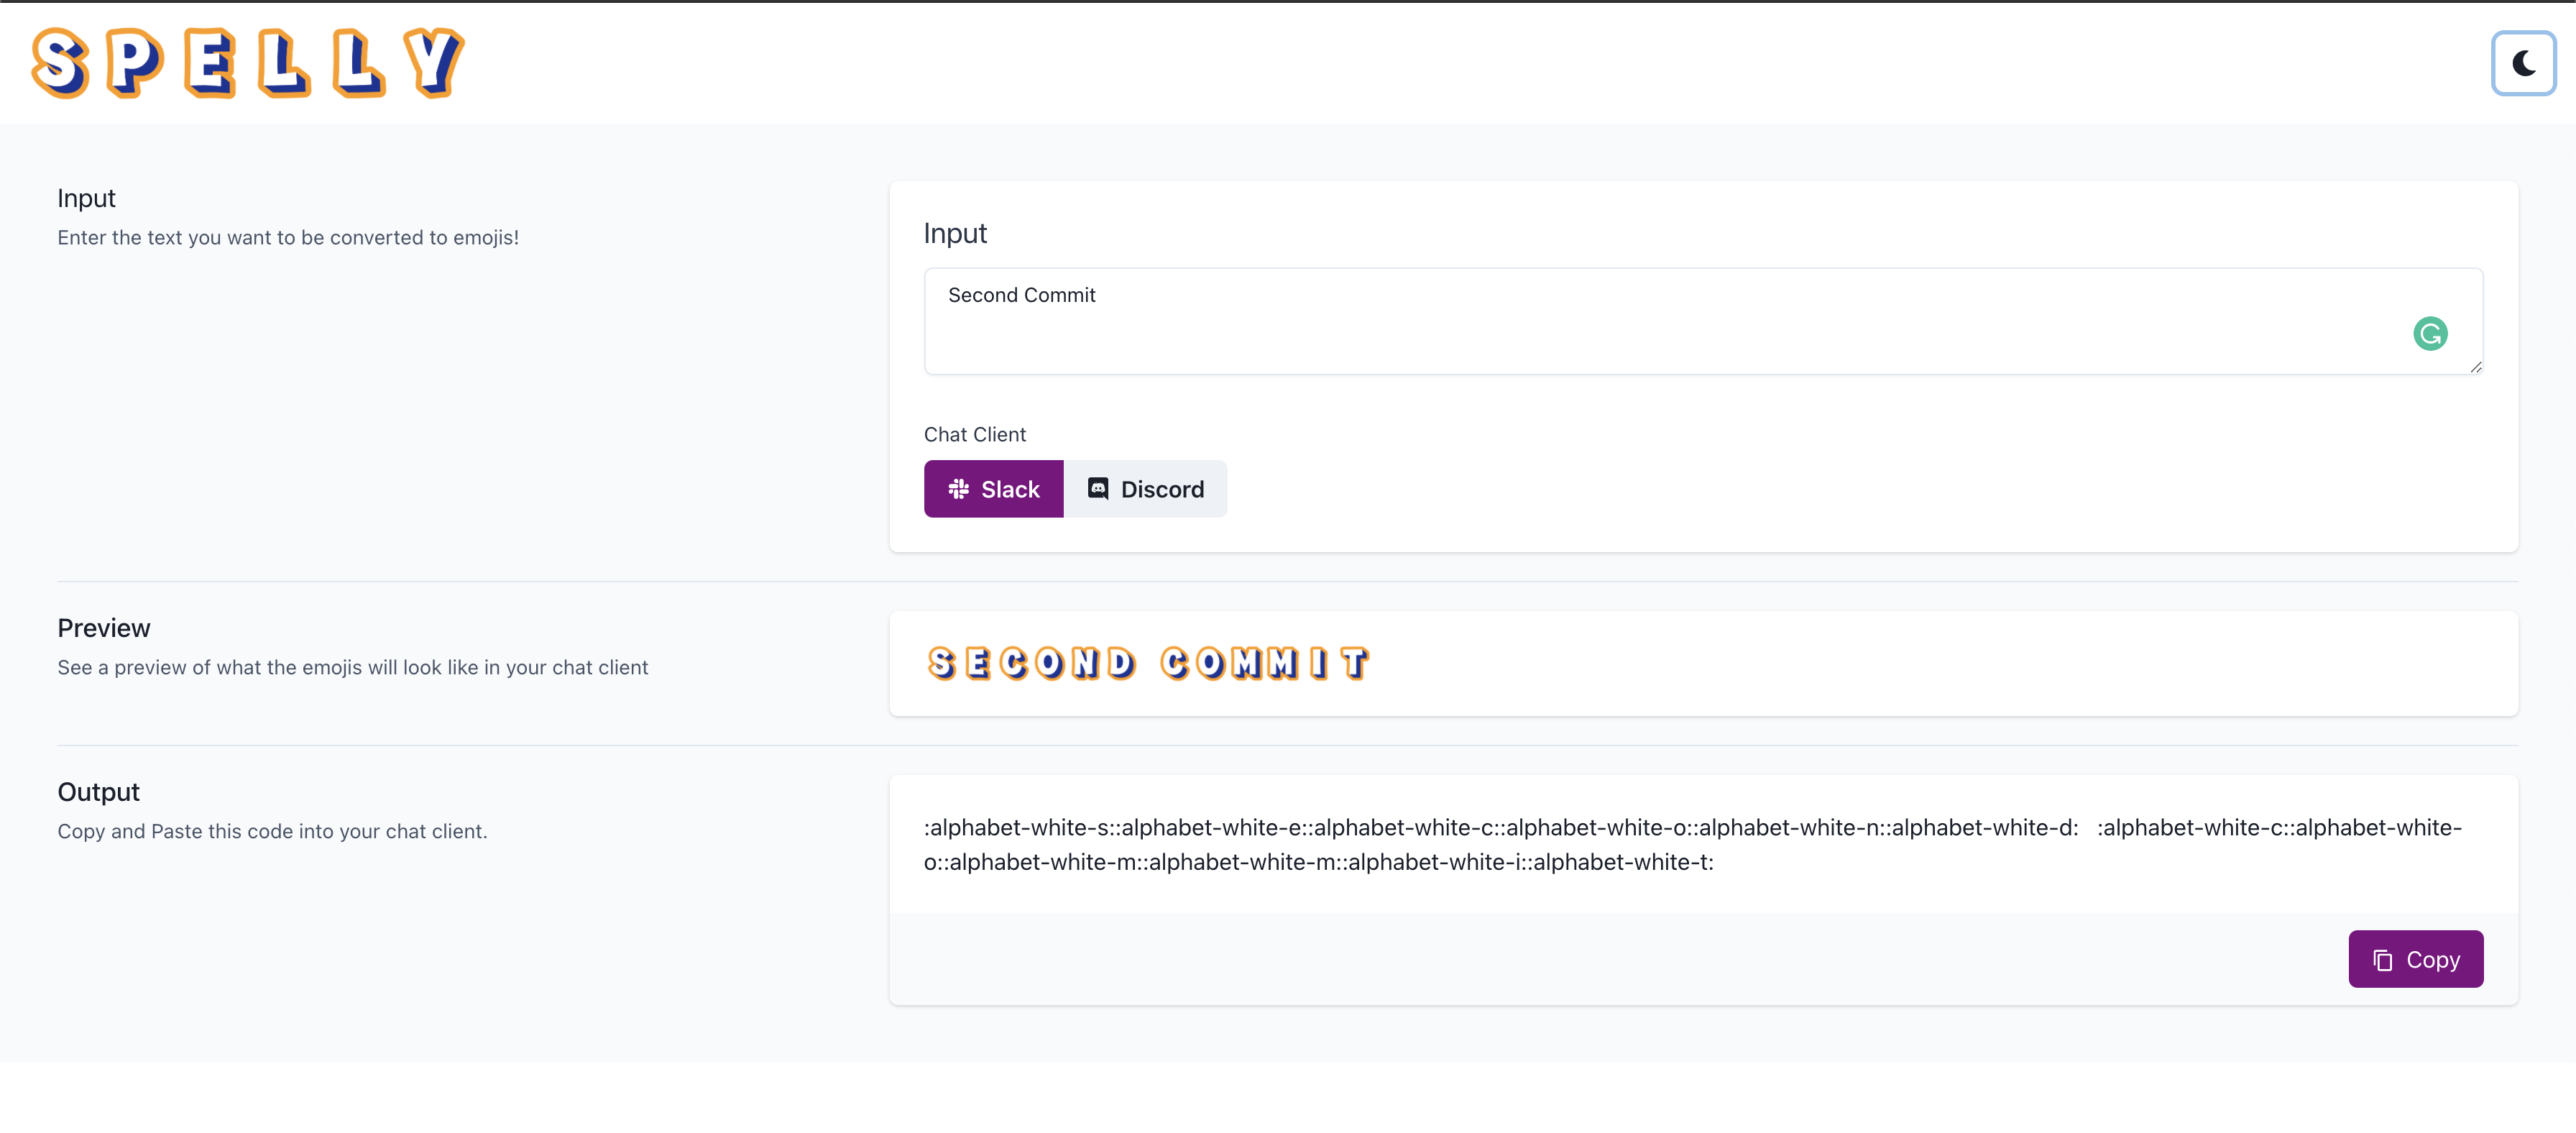 SPELLY
Input
Enter the text you want to be converted to emojis!
Input
Second Commit
Chat Client
Slack
Discord
Preview
See a preview of what the emojis will look like in your chat client
SECOND COMMIT
Output
Copy and Paste this code into your chat client.
:alphabet-white-s::alphabet-white-e::alphabet-white-c::alphabet-white-o::alphabet-white-n::alphabet-white-d:   :alphabet-white-c::alphabet-white-
o::alphabet-white-m::alphabet-white-m::alphabet-white-i::alphabet-white-t:
Copy